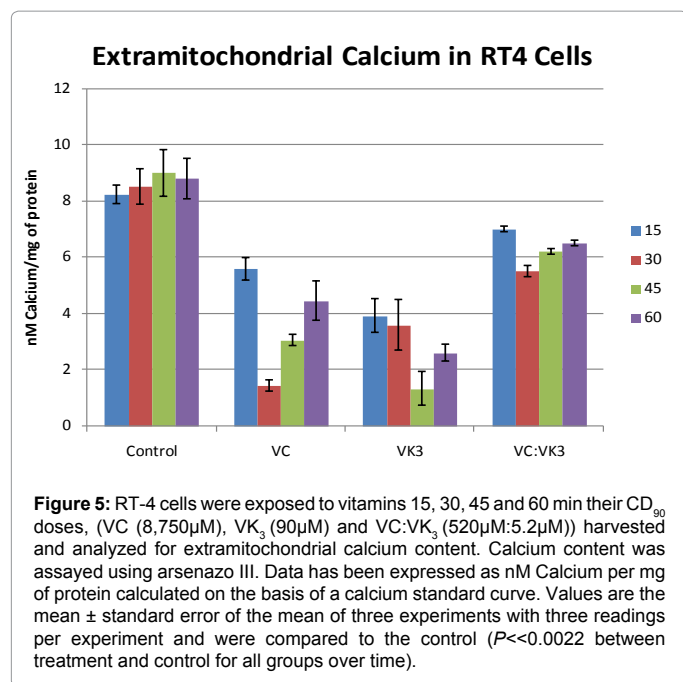 Extramitochondrial Calcium in RT4 Cells
12
10
8
6
4
2
0
nM Calcium/mg of protein
Control
VC
VK3
VC:VK3
15
30
45
60
Figure 5: RT-4 cells were exposed to vitamins 15, 30, 45 and 60 min their CD90
doses, (VC (8,750µM), VK3 (90µM) and VC:VK3 (520µM:5.2µM)) harvested
and analyzed for extramitochondrial calcium content. Calcium content was
assayed using arsenazo III. Data has been expressed as nM Calcium per mg
of protein calculated on the basis of a calcium standard curve. Values are the
mean ± standard error of the mean of three experiments with three readings
per experiment and were compared to the control (P<<0.0022 between
treatment and control for all groups over time).